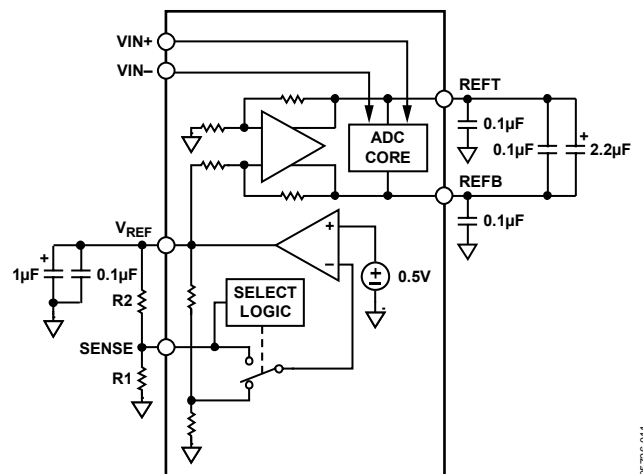 VIN+
VIN–
REFT
ADC
CORE
0.1µF
0.1µF
+
2.2µF
REFB
0.1µF
VREF
+
1µF
0.1µF
R2
SENSE
R1
SELECT
LOGIC
+
–
+
–
0.5V